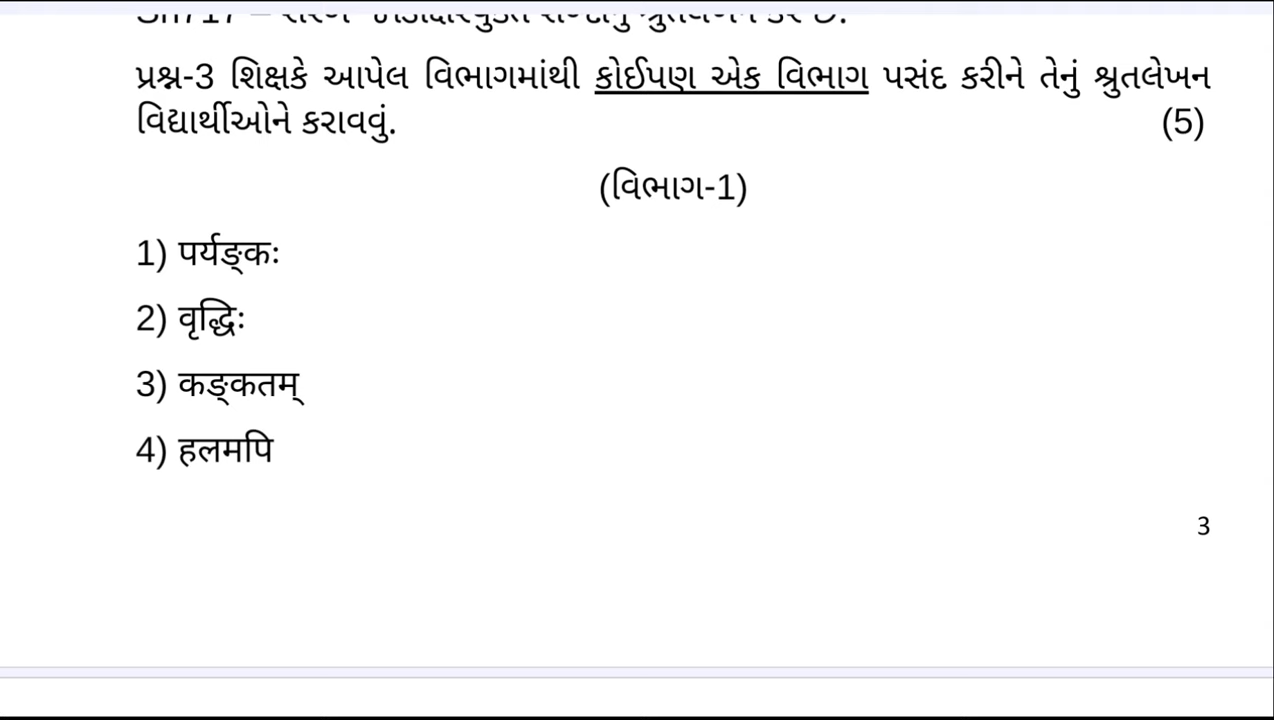 પ્રશ્ન-3 શિક્ષકે આપેલ વિભાગમાંથી કોઈપણ એક વિભાગ પસંદ કરીને તેનું શ્રુતલેખન
વિદ્યાર્થીઓને કરાવવું. (5)
(વિભાગ-1)
1) पर्यङ्कः
2) वृद्धिः
3) कङ्कतम्
4) हलमपि
3